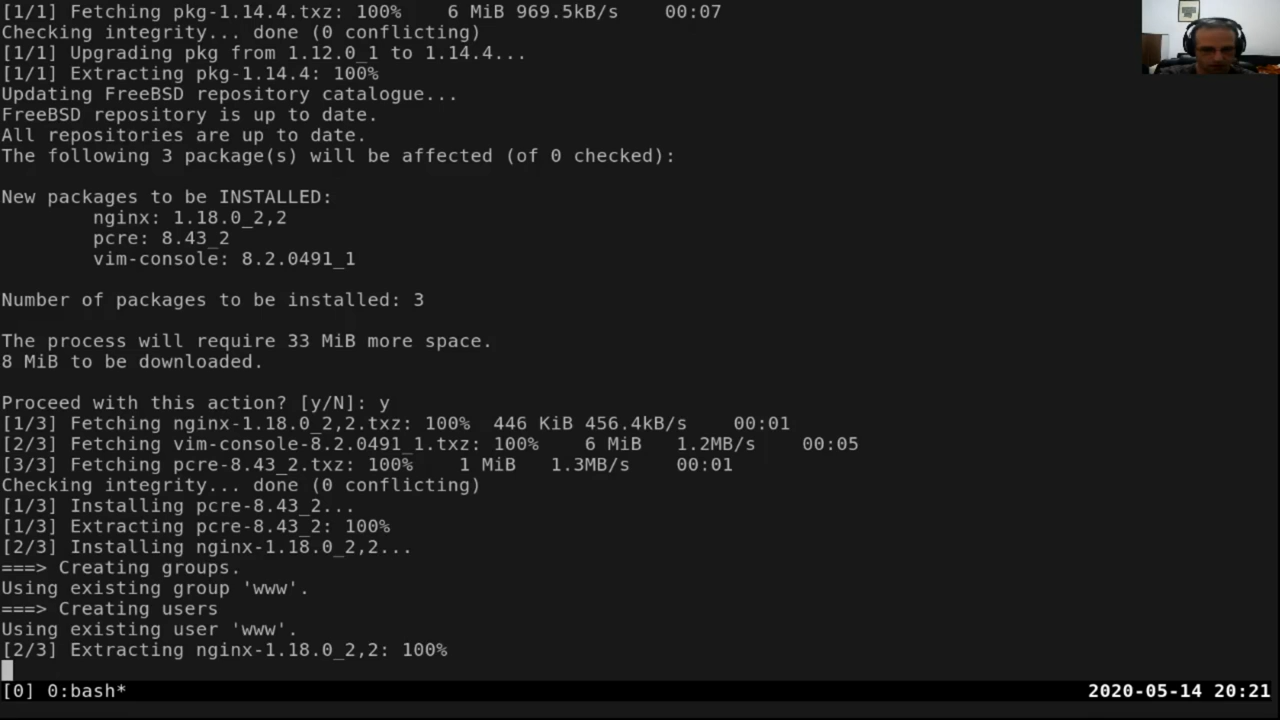 [1/1] Fetching pkg-1.14.4.txz: 100%    6 MiB 969.5kB/s    00:07
Checking integrity... done (0 conflicting)
[1/1] Upgrading pkg from 1.12.0_1 to 1.14.4...
[1/1] Extracting pkg-1.14.4: 100%
Updating FreeBSD repository catalogue...
FreeBSD repository is up to date.
All repositories are up to date.
The following 3 package(s) will be affected (of 0 checked):

New packages to be INSTALLED:
        nginx: 1.18.0_2,2
        pcre: 8.43_2
        vim-console: 8.2.0491_1

Number of packages to be installed: 3

The process will require 33 MiB more space.
8 MiB to be downloaded.

Proceed with this action? [y/N]: y
[1/3] Fetching nginx-1.18.0_2,2.txz: 100%  446 KiB 456.4kB/s    00:01
[2/3] Fetching vim-console-8.2.0491_1.txz: 100%    6 MiB   1.2MB/s    00:05
[3/3] Fetching pcre-8.43_2.txz: 100%    1 MiB   1.3MB/s    00:01
Checking integrity... done (0 conflicting)
[1/3] Installing pcre-8.43_2...
[1/3] Extracting pcre-8.43_2: 100%
[2/3] Installing nginx-1.18.0_2,2...
===> Creating groups.
Using existing group 'www'.
===> Creating users
Using existing user 'www'.
[2/3] Extracting nginx-1.18.0_2,2: 100%
[0] 0:bash* 2020-05-14 20:21